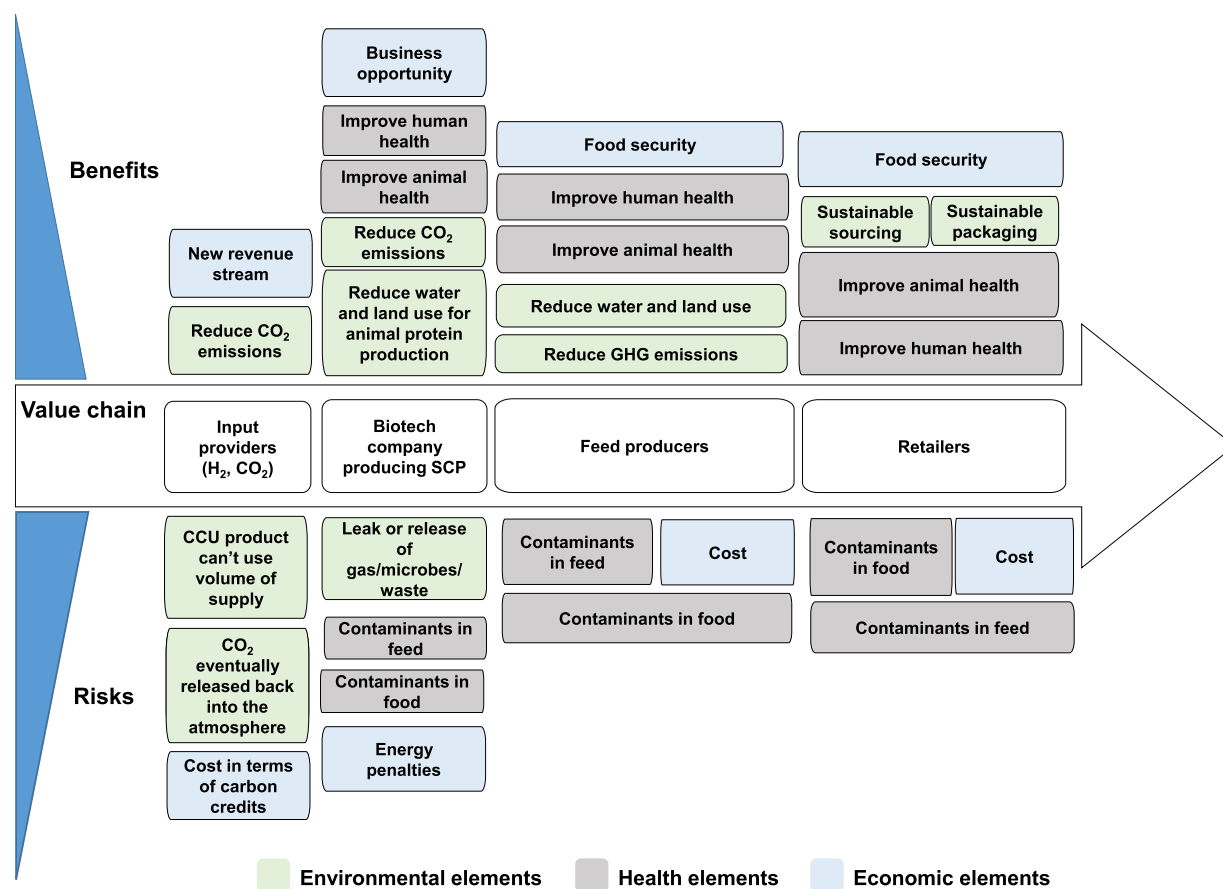 Benefits
New revenue
stream
Reduce CO₂
emissions
Business
opportunity
Improve human
health
Improve animal
health
Reduce CO₂
emissions
Reduce water
and land use for
animal protein
production
Food security
Improve human health
Improve animal health
Reduce water and land use
Reduce GHG emissions
Food security
Sustainable
sourcing
Sustainable
packaging
Improve animal health
Improve human health
Value chain
Input
providers
(H₂, CO₂)
Biotech
company
producing SCP
Feed producers
Retailers
Risks
CCU product
can’t use
volume of
supply
CO₂
eventually
released back
into the
atmosphere
Cost in terms
of carbon
credits
Leak or release
of
gas/microbes/
waste
Contaminants in
feed
Contaminants in
food
Energy
penalties
Contaminants
in feed
Cost
Contaminants in food
Contaminants
in food
Cost
Contaminants in feed
Environmental elements
Health elements
Economic elements